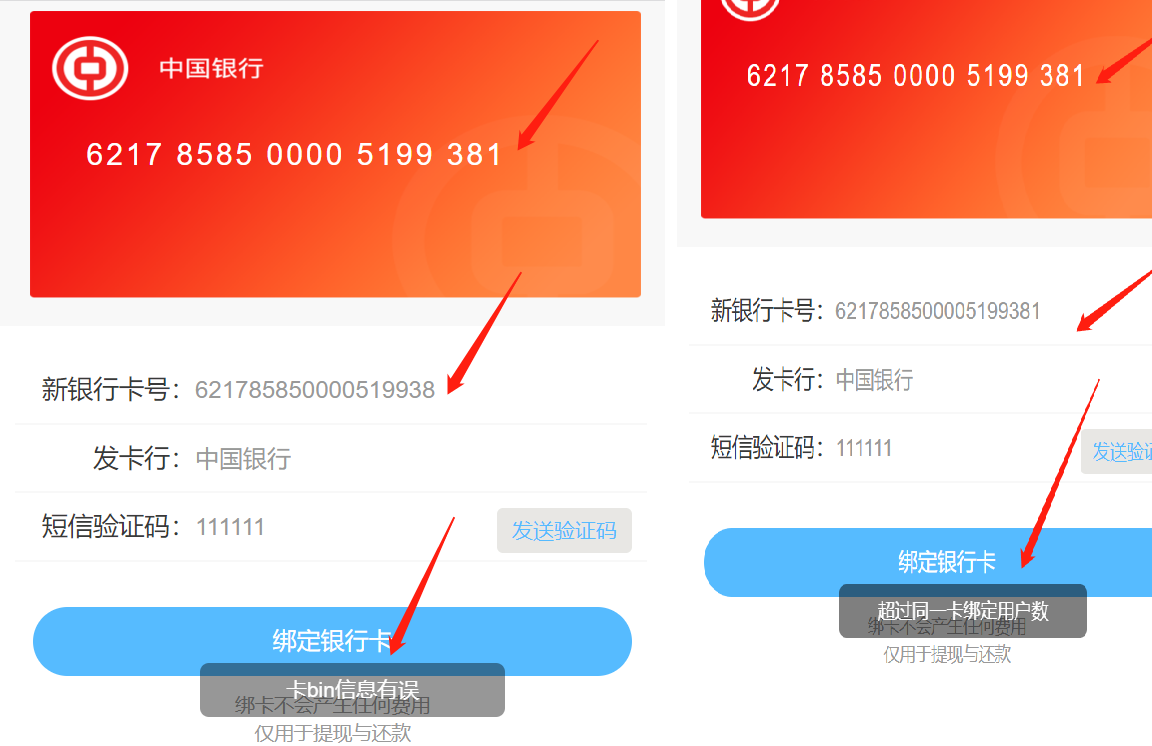 中国银行
6217 8585 0000 5199 381
新银行卡号：621785850000519938
发卡行：中国银行
短信验证码：111111
发送验证码
绑定银行卡
卡bin信息有误
绑卡不会产生任何费用
仅用于提现与还款
6217 8585 0000 5199 381
新银行卡号：6217858500005199381
发卡行：中国银行
短信验证码：111111
发送验证
绑定银行卡
超过同一卡绑定用户数
绑卡不会产生任何费用
仅用于提现与还款